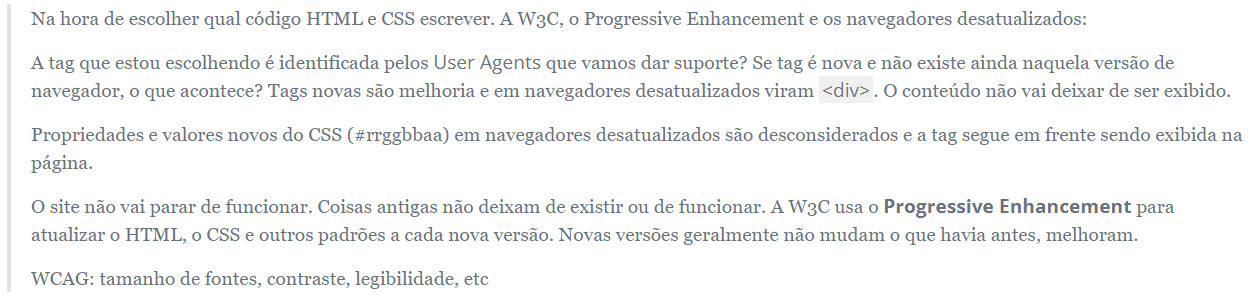 Na hora de escolher qual código HTML e CSS escrever. A W3C, o Progressive Enhancement e os navegadores desatualizados:
A tag que estou escolhendo é identificada pelos User Agents que vamos dar suporte? Se tag é nova e não existe ainda naquela versão de
navegador, o que acontece? Tags novas são melhoria e em navegadores desatualizados viram <div>. O conteúdo não vai deixar de ser exibido.
Propriedades e valores novos do CSS (#rrggbbaa) em navegadores desatualizados são desconsiderados e a tag segue em frente sendo exibida na
página.
O site não vai parar de funcionar. Coisas antigas não deixam de existir ou de funcionar. A W3C usa o Progressive Enhancement para
atualizar o HTML, o CSS e outros padrões a cada nova versão. Novas versões geralmente não mudam o que havia antes, melhoram.
WCAG: tamanho de fontes, contraste, legibilidade, etc